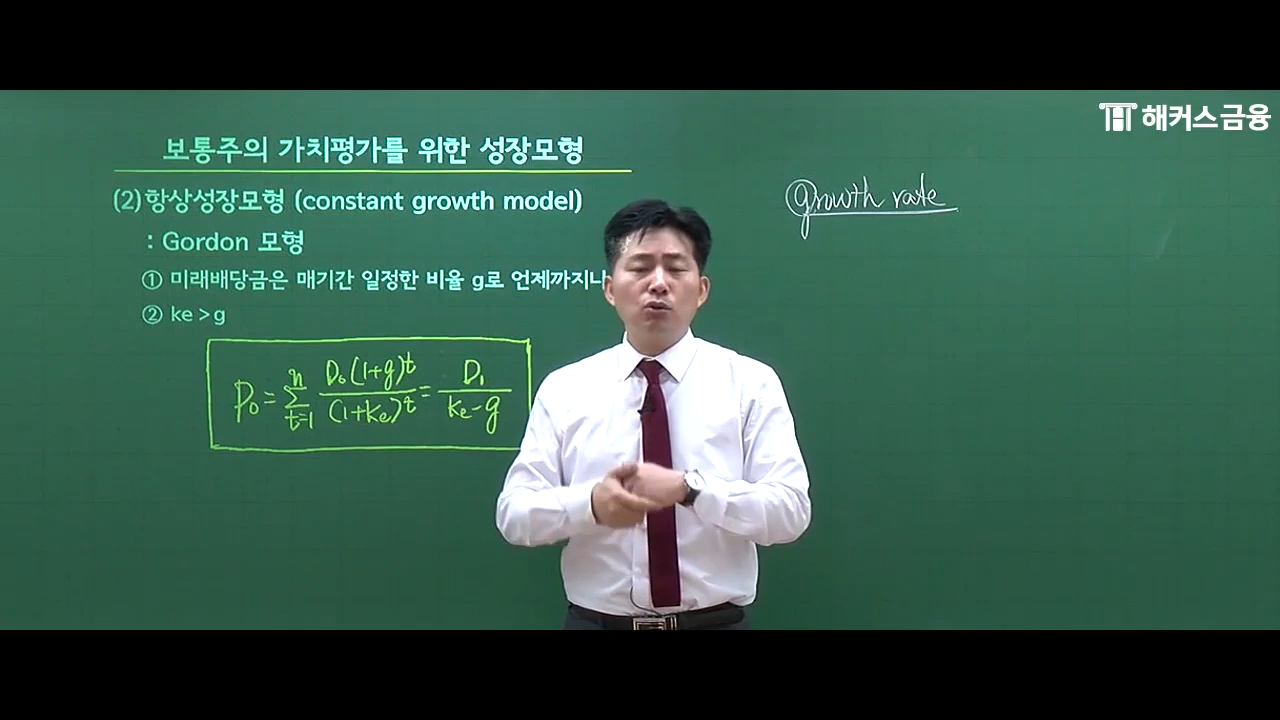 해커스금융
보통주의 가치평가를 위한 성장모형
(2)항상성장모형 (constant growth model)
: Gordon 모형
① 미래배당금은 매기간 일정한 비율 g로 언제까지나
② ke > g
P₀ = Σ t=1 n D₀(1+g)^t / (1+ke)^t = D₁ / ke-g
growth rate